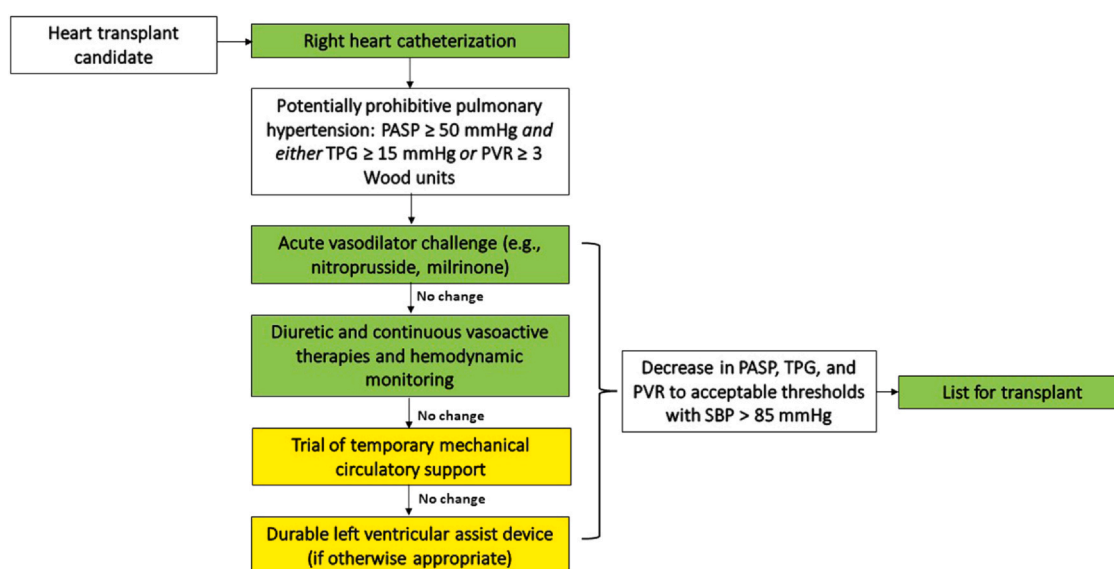 Heart transplant
candidate
Right heart catheterization
Potentially prohibitive pulmonary
hypertension: PASP ≥ 50 mmHg and
either TPG ≥ 15 mmHg or PVR ≥ 3
Wood units
Acute vasodilator challenge (e.g.,
nitroprusside, milrinone)
No change
Diuretic and continuous vasoactive
therapies and hemodynamic
monitoring
No change
Trial of temporary mechanical
circulatory support
No change
Durable left ventricular assist device
(if otherwise appropriate)
Decrease in PASP, TPG, and
PVR to acceptable thresholds
with SBP > 85 mmHg
List for transplant